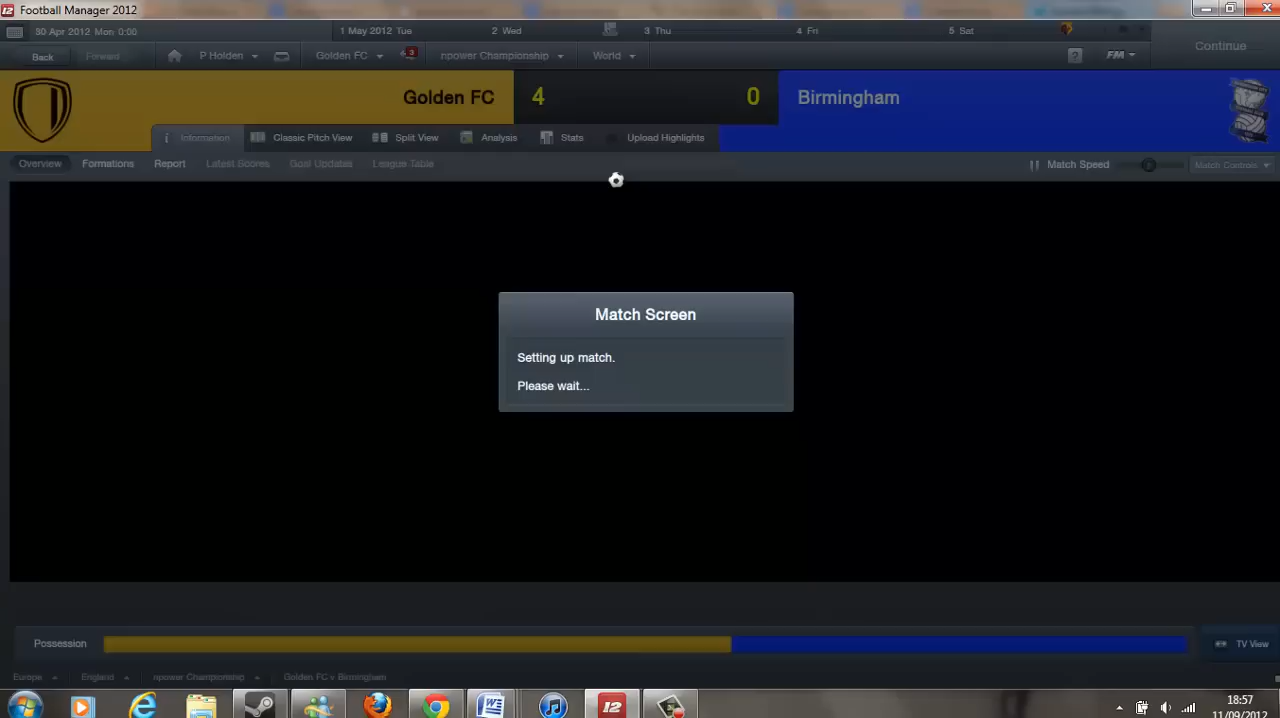 Football Manager 2012
30 Apr 2012 Mon 0:00
1 May 2012 Tue
2 Wed
3 Thu
4 Fri
5 Sat
Continue
Back
Forward
P Holden
Golden FC
3
npower Championship
World
?
FM
Golden FC
4
0
Birmingham
Information
Classic Pitch View
Split View
Analysis
Stats
Upload Highlights
Overview
Formations
Report
Latest Scores
Goal Updates
League Table
Match Speed
Match Controls
Match Screen
Setting up match.
Please wait...
Possession
TV View
Europe
England
npower Championship
Golden FC v Birmingham
12
18:57
11/09/2012